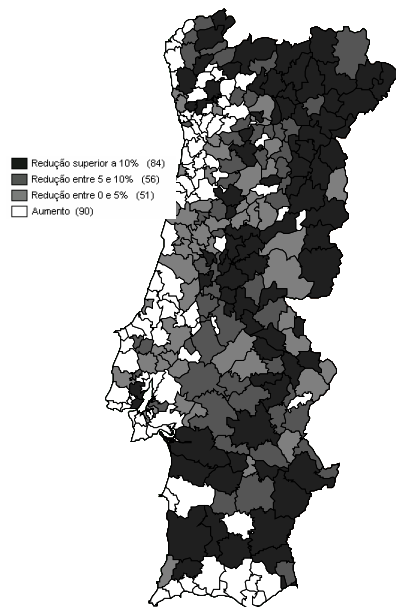 Redução superior a 10% (84)
Redução entre 5 e 10% (56)
Redução entre 0 e 5% (51)
Aumento (90)